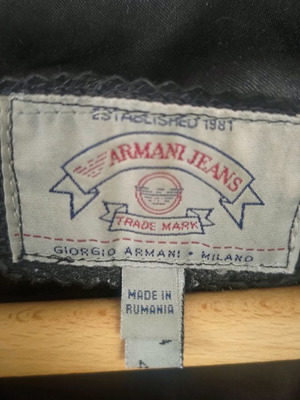 ESTABLISHED 1981
ARMANI JEANS
TRADE MARK
GIORGIO ARMANI • MILANO
MADE IN
RUMANIA